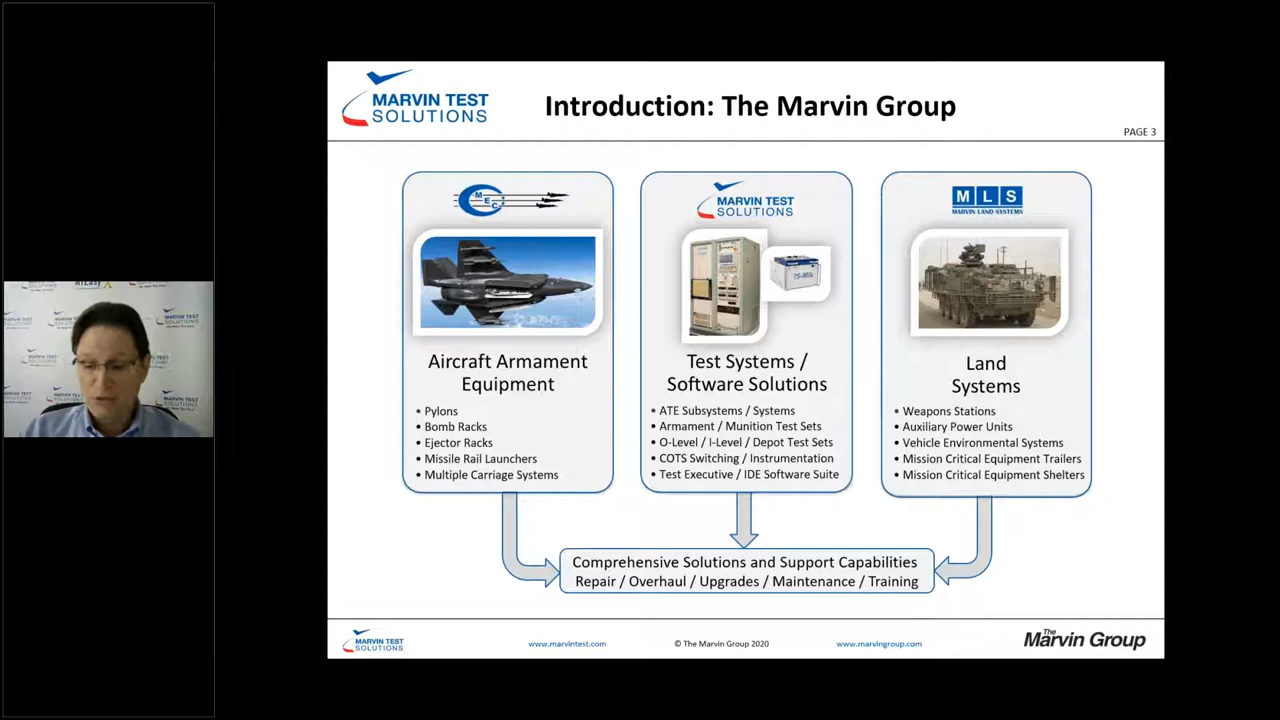 MARVIN TEST
SOLUTIONS
Introduction: The Marvin Group
PAGE 3
MEC
Aircraft Armament
Equipment
• Pylons
• Bomb Racks
• Ejector Racks
• Missile Rail Launchers
• Multiple Carriage Systems
MARVIN TEST
SOLUTIONS
Test Systems /
Software Solutions
• ATE Subsystems / Systems
• Armament / Munition Test Sets
• O-Level / I-Level / Depot Test Sets
• COTS Switching / Instrumentation
• Test Executive / IDE Software Suite
MLS
MARVIN LAND SYSTEMS
Land
Systems
• Weapons Stations
• Auxiliary Power Units
• Vehicle Environmental Systems
• Mission Critical Equipment Trailers
• Mission Critical Equipment Shelters
Comprehensive Solutions and Support Capabilities
Repair / Overhaul / Upgrades / Maintenance / Training
MARVIN TEST
SOLUTIONS
www.marvintest.com
© The Marvin Group 2020
www.marvingroup.com
The
Marvin Group